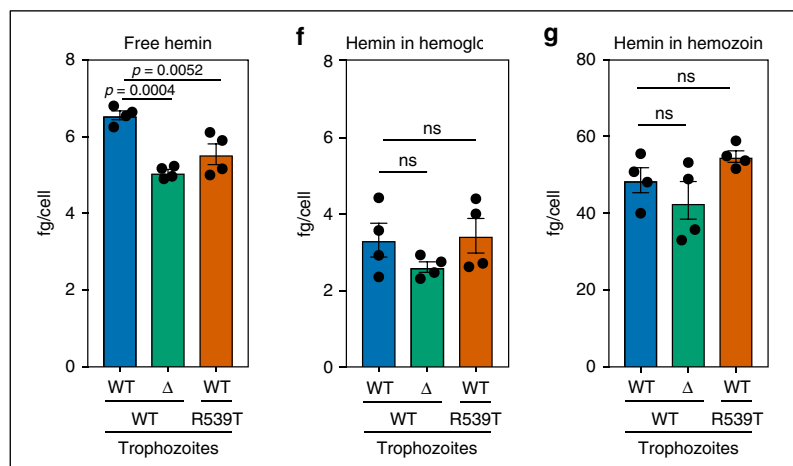 Free hemin
p = 0.0052
p = 0.0004
8
6
4
2
0
fg/cell
WT Δ WT
WT R539T
Trophozoites
f
Hemin in hemoglo
ns
ns
8
6
4
2
0
fg/cell
WT Δ WT
WT R539T
Trophozoites
g
Hemin in hemozoin
ns
ns
80
60
40
20
0
fg/cell
WT Δ WT
WT R539T
Trophozoites